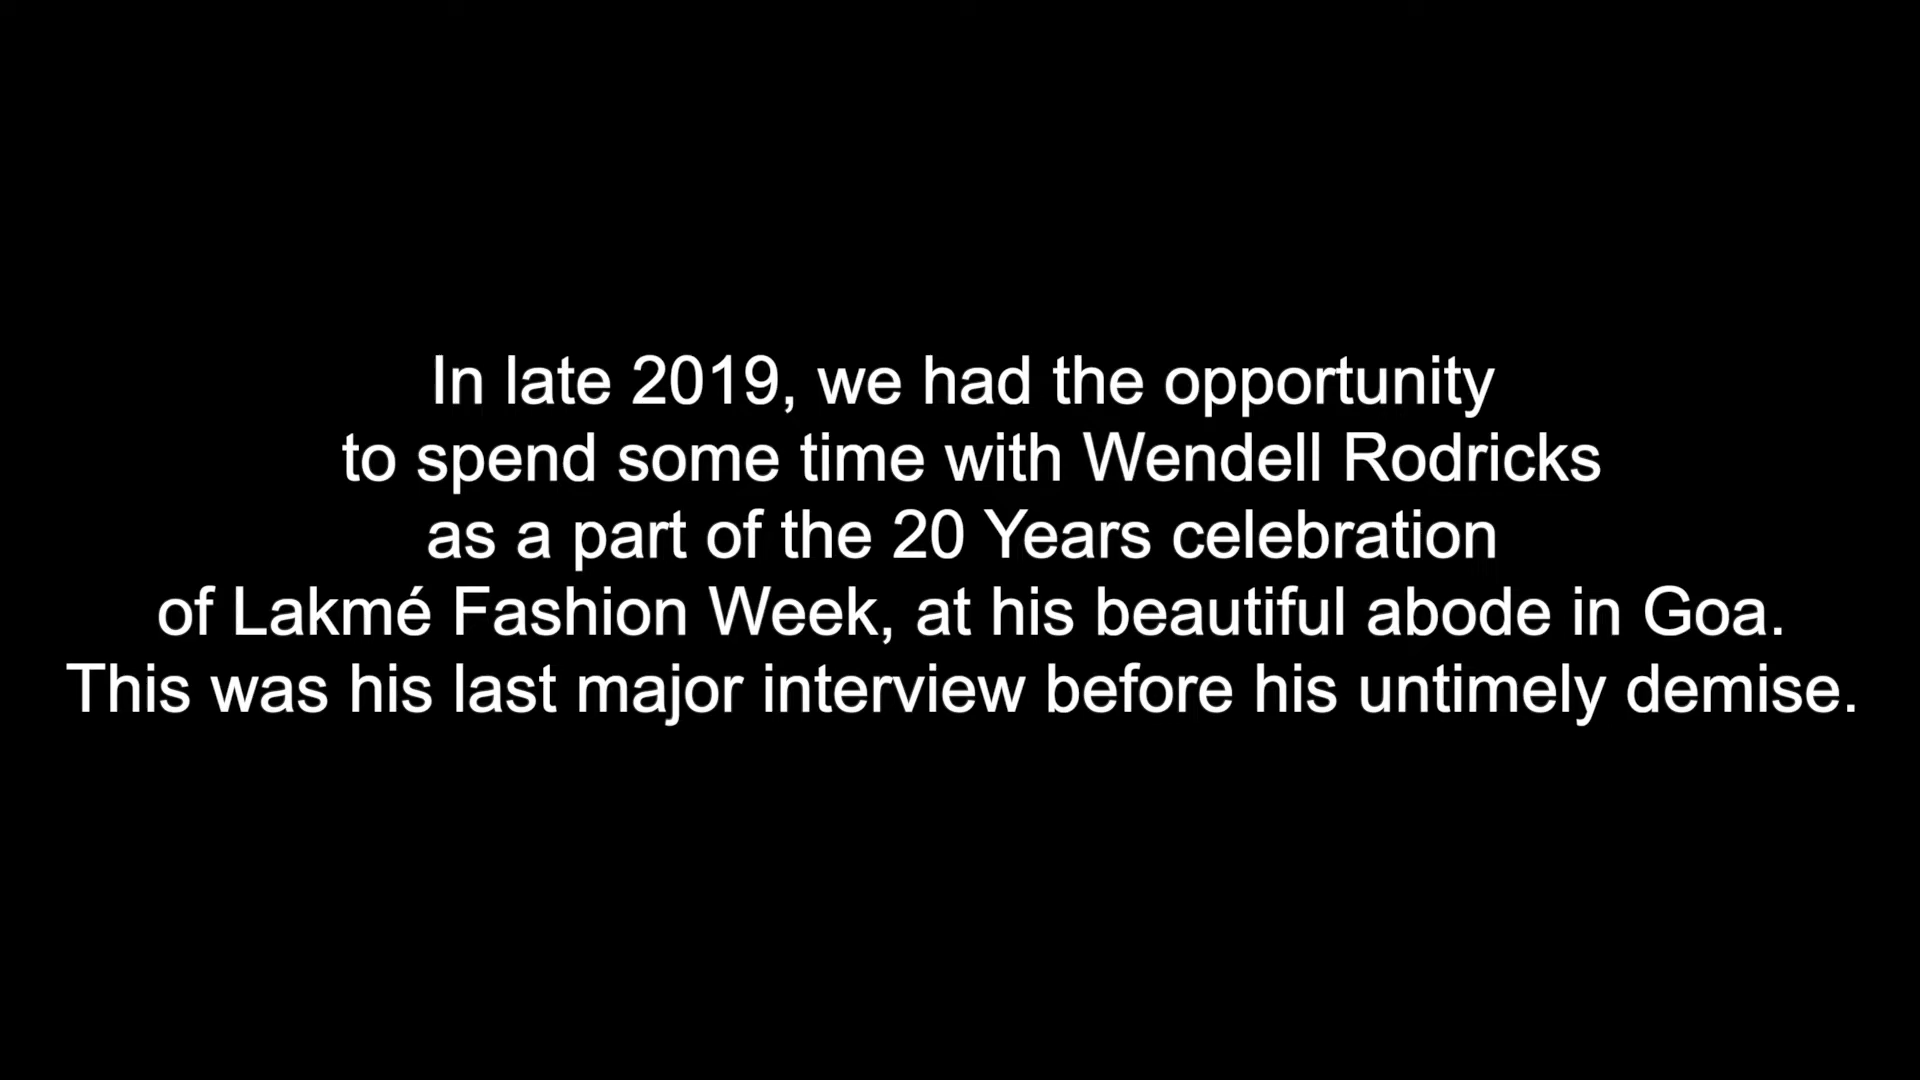 In late 2019, we had the opportunity
to spend some time with Wendell Rodricks
as a part of the 20 Years celebration
of Lakmé Fashion Week, at his beautiful abode in Goa.
This was his last major interview before his untimely demise.